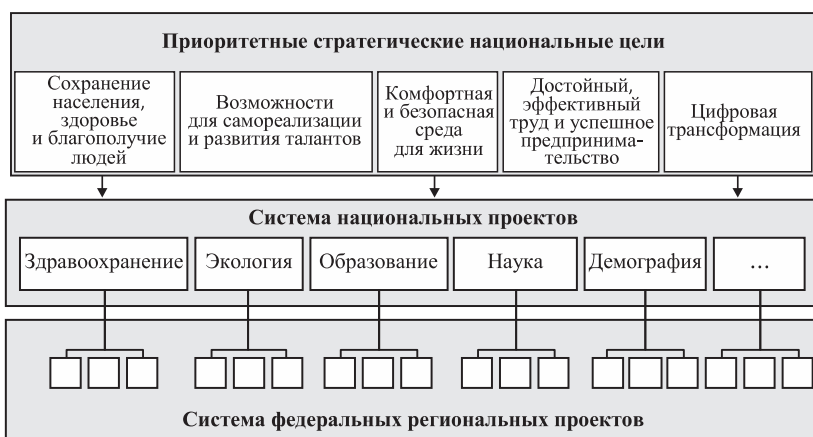 Приоритетные стратегические национальные цели
Сохранение
населения,
здоровье
и благополучие
людей
Возможности
для самореализации
и развития талантов
Комфортная
и безопасная
среда
для жизни
Достойный,
эффективный
труд и успешное
предпринима-
тельство
Цифровая
трансформация
Система национальных проектов
Здравоохранение
Экология
Образование
Наука
Демография
...
Система федеральных региональных проектов